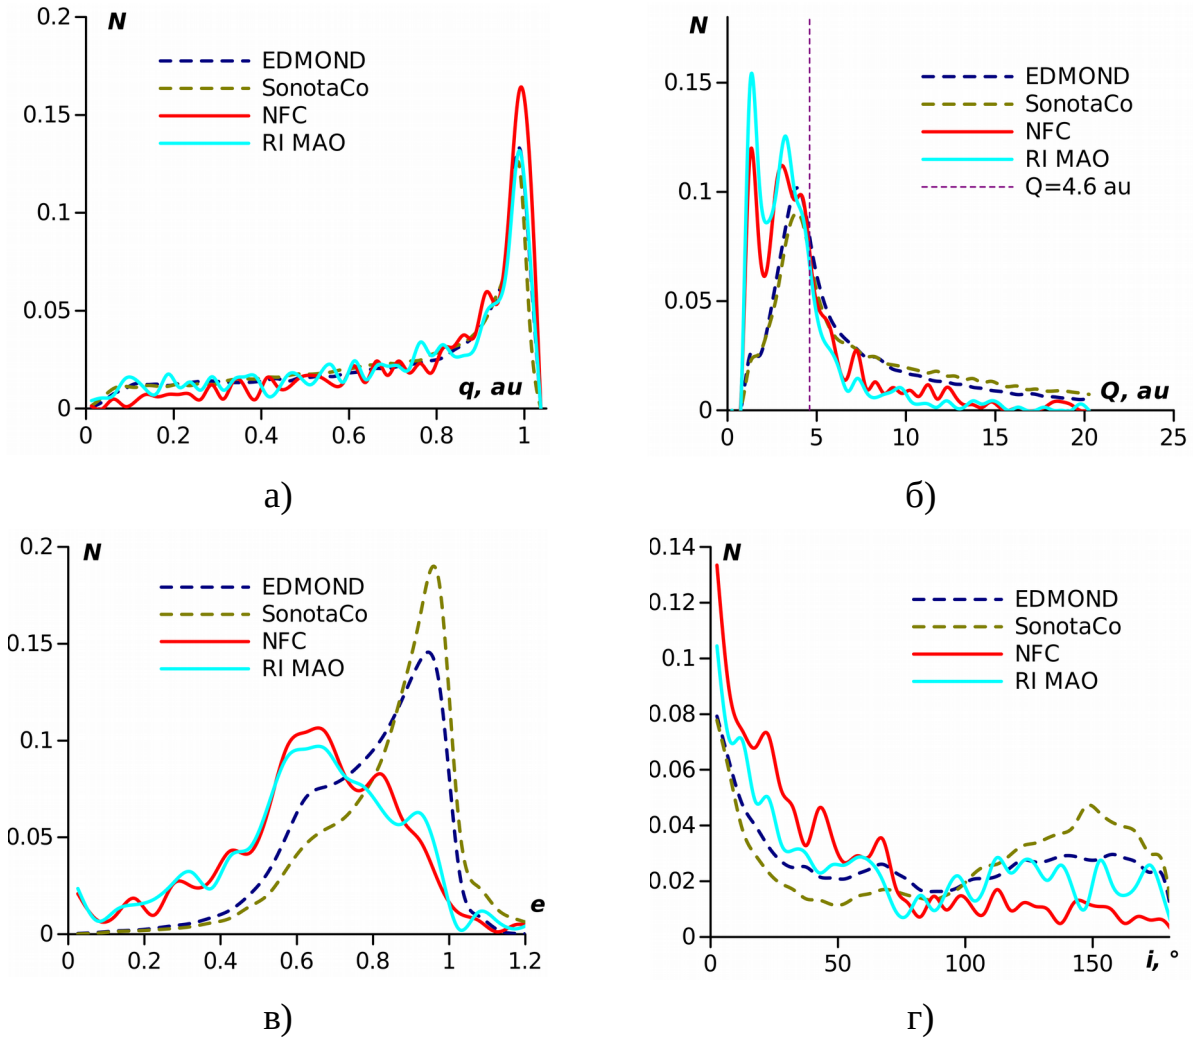 0.2
N
EDMOND
SonotaCo
NFC
RI MAO
0.15
0.1
0.05
0
q, au
0 0.2 0.4 0.6 0.8 1
а)
N
EDMOND
SonotaCo
NFC
RI MAO
Q=4.6 au
0.15
0.1
0.05
0
Q, au
0 5 10 15 20 25
б)
0.2
N
EDMOND
SonotaCo
NFC
RI MAO
0.15
0.1
0.05
0
e
0 0.2 0.4 0.6 0.8 1 1.2
в)
0.14
N
EDMOND
SonotaCo
NFC
RI MAO
0.12
0.1
0.08
0.06
0.04
0.02
0
0 50 100 150 i, °
г)